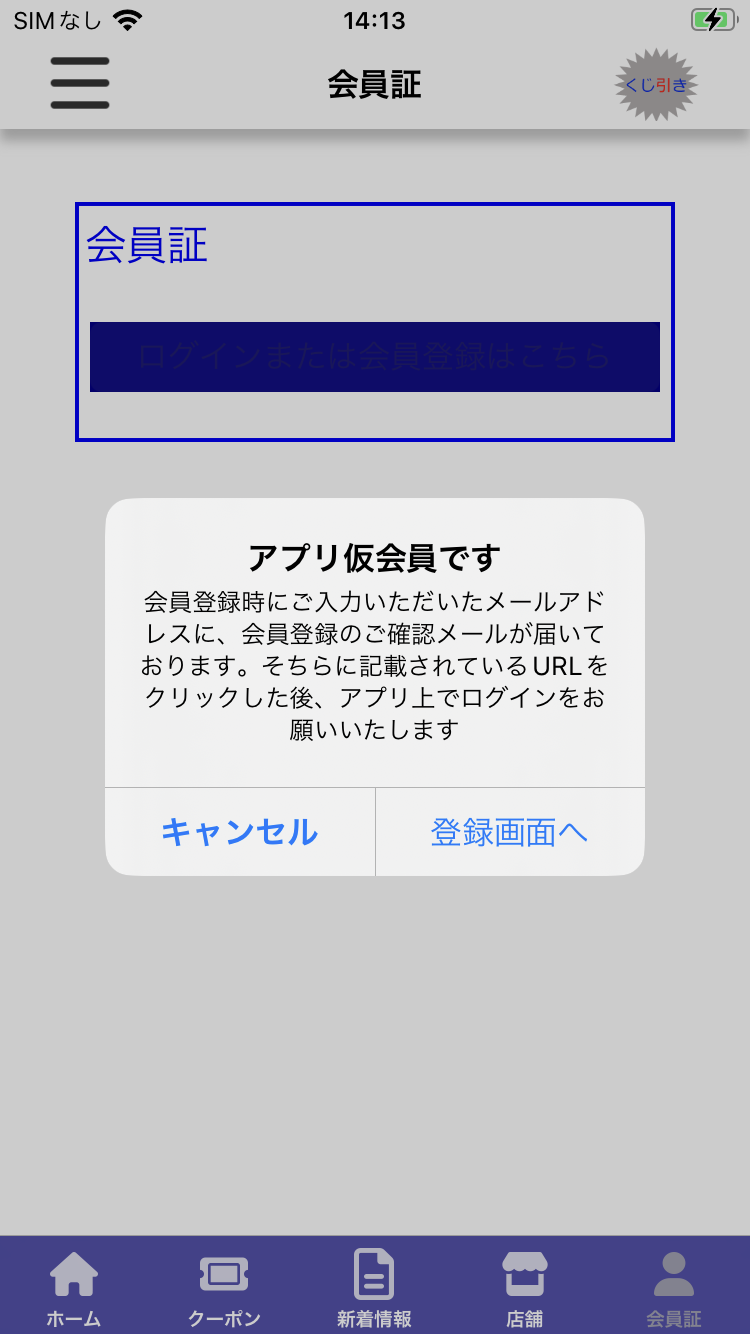 SIMなし
14:13
会員証
くじ引き
会員証
ログインまたは会員登録はこちら
アプリ仮会員です
会員登録時にご入力いただいたメールアド
レスに、会員登録のご確認メールが届いて
おります。そちらに記載されているURLを
クリックした後、アプリ上でログインをお
願いいたします
キャンセル
登録画面へ
ホーム
クーポン
新着情報
店舗
会員証